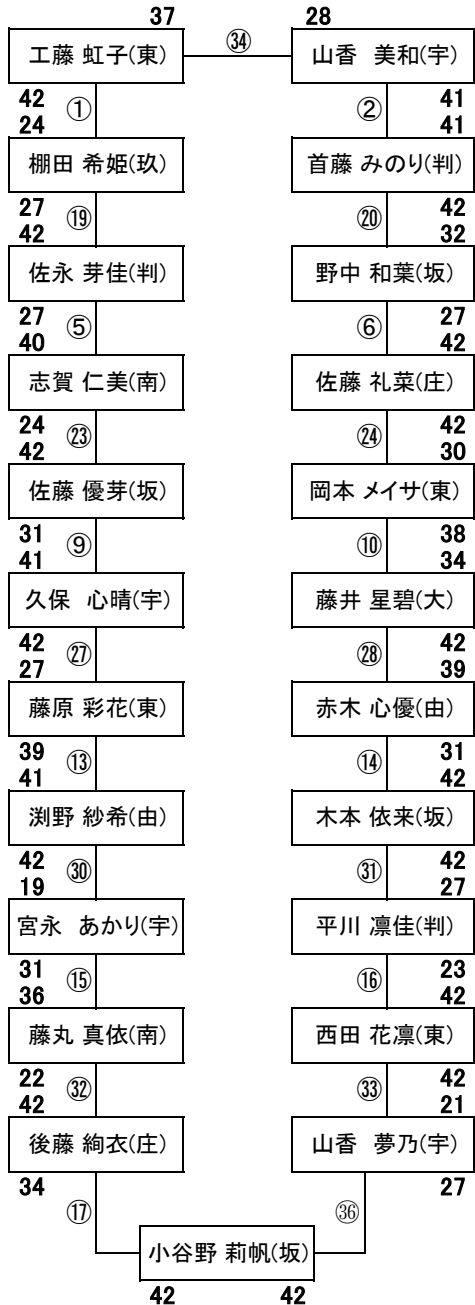 37 28
工藤 虹子(東) ㉞ 山香 美和(宇)
42 ① ② 41
24 41
棚田 希姫(玖) 首藤 みのり(判)
27 ⑲ ⑳ 42
42 32
佐永 芽佳(判) 野中 和葉(坂)
27 ⑤ ⑥ 27
40 42
志賀 仁美(南) 佐藤 礼菜(庄)
24 ㉓ ㉔ 42
42 30
佐藤 優芽(坂) 岡本 メイサ(東)
31 ⑨ ⑩ 38
41 34
久保 心晴(宇) 藤井 星碧(大)
42 ㉗ ㉘ 42
27 39
藤原 彩花(東) 赤木 心優(由)
39 ⑬ ⑭ 31
41 42
渕野 紗希(由) 木本 依来(坂)
42 ㉚ ㉛ 42
19 27
宮永 あかり(宇) 平川 凛佳(判)
31 ⑮ ⑯ 23
36 42
藤丸 真依(南) 西田 花凛(東)
22 ㉜ ㉝ 42
42 21
後藤 絢衣(庄) 山香 夢乃(宇)
34 27
⑰ ㊱
小谷野 莉帆(坂)
42 42